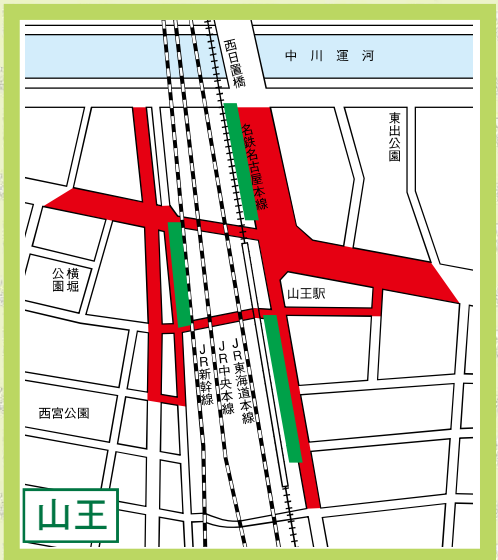 西日置橋
中川運河
東出公園
名鉄名古屋本線
横堀
公園
山王駅
JR新幹線
JR中央本線
JR東海道本線
西宮公園
山王